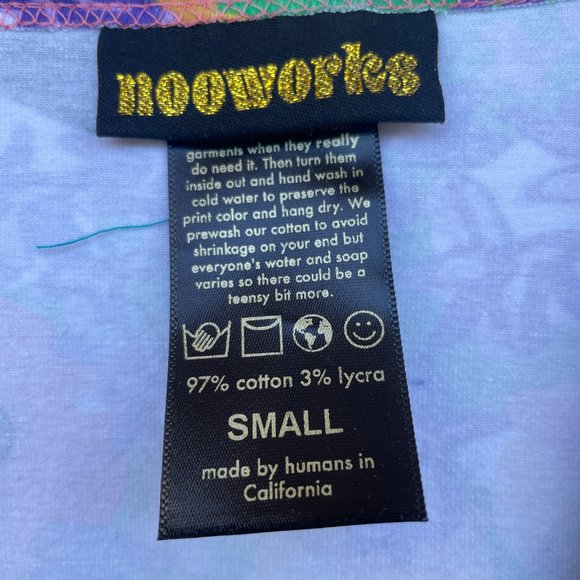 nooworks
garments when they really
do need it. Then turn them
inside out and hand wash in
cold water to preserve the
print color and hang dry. We
prewash our cotton to avoid
shrinkage on your end but
everyone's water and soap
varies so there could be a
teensy bit more.
97% cotton 3% lycra
SMALL
made by humans in
California